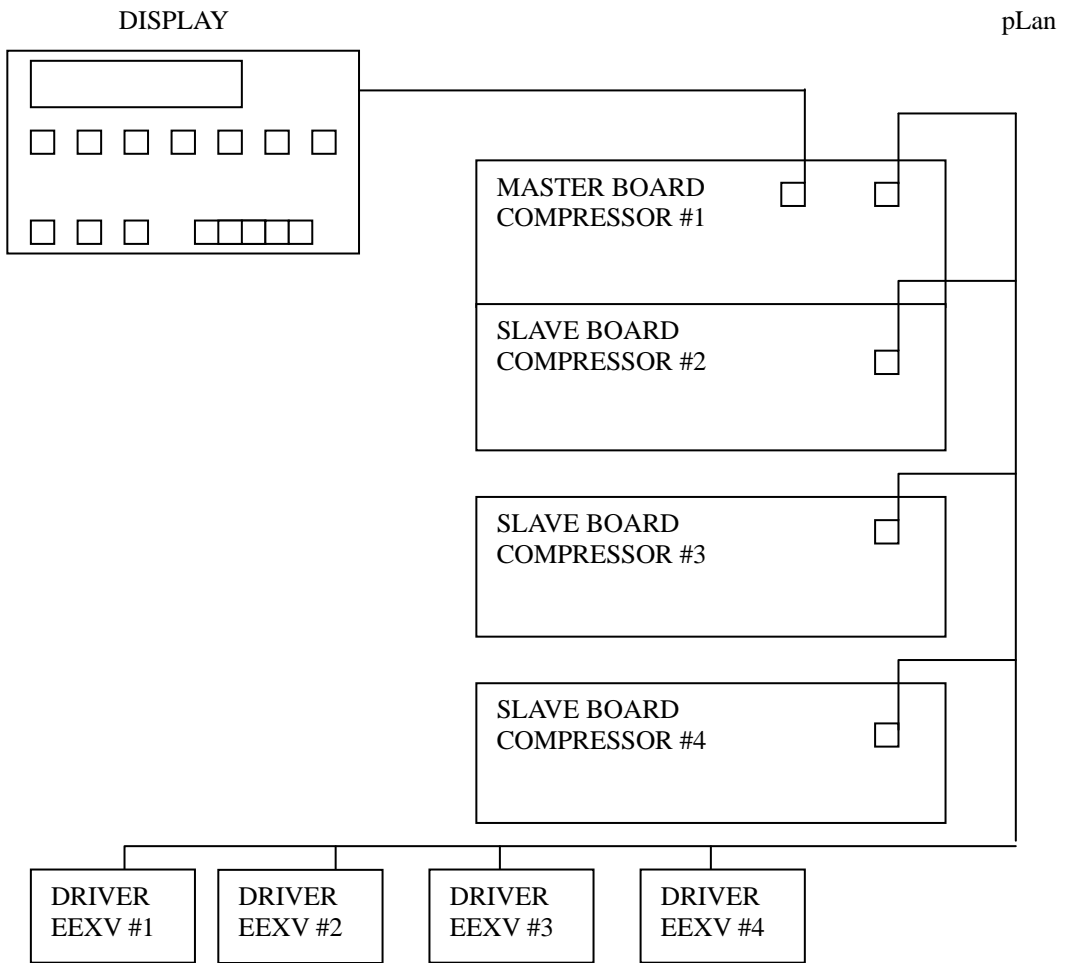 DISPLAY
pLan
MASTER BOARD
COMPRESSOR #1
SLAVE BOARD
COMPRESSOR #2
SLAVE BOARD
COMPRESSOR #3
SLAVE BOARD
COMPRESSOR #4
DRIVER
EEXV #1
DRIVER
EEXV #2
DRIVER
EEXV #3
DRIVER
EEXV #4